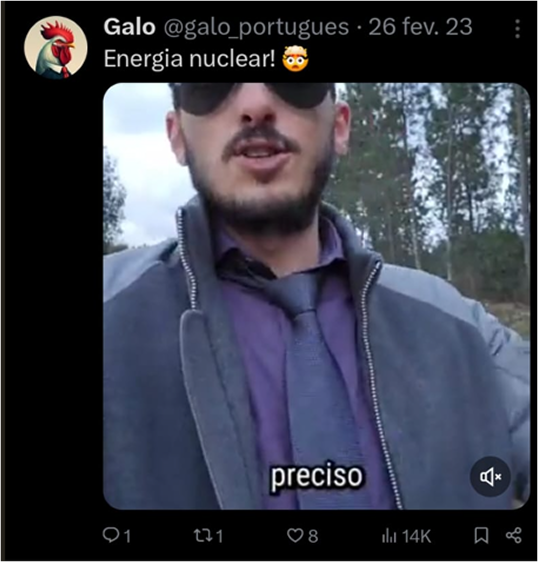 Galo @galo_portugues · 26 fev. 23
Energia nuclear! 🤯
preciso
1 1 8 14K